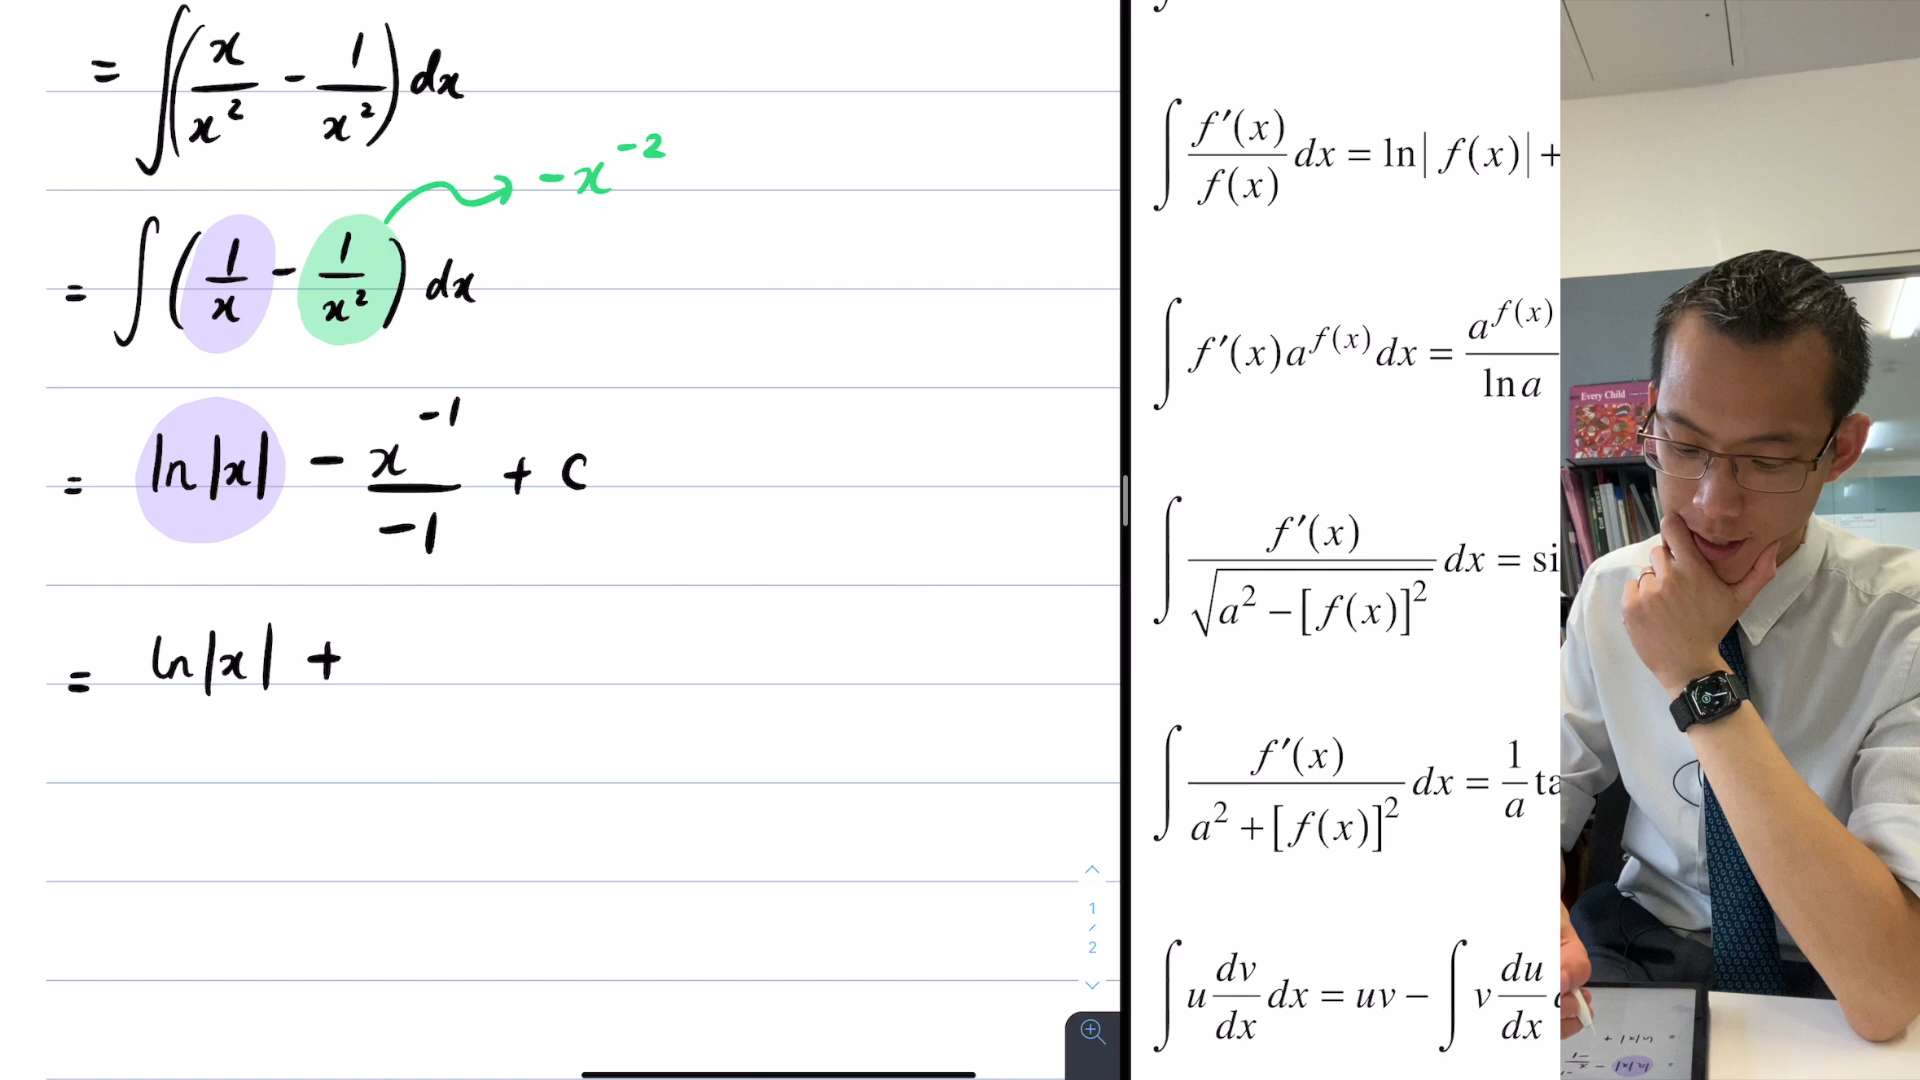 = ∫(x/x² - 1/x²) dx
-x⁻²
= ∫(1/x - 1/x²) dx
= ln|x| - x⁻¹/-1 + C
= ln|x| +
∫ f′(x)/f(x) dx = ln|f(x)| +
∫ f′(x)a^f(x) dx = a^f(x)/ln a
∫ f′(x)/√(a² − [f(x)]²) dx = si
∫ f′(x)/(a² + [f(x)]²) dx = 1/a ta
∫ u dv/dx dx = uv − ∫ v du/dx
1
/
2
Every Child